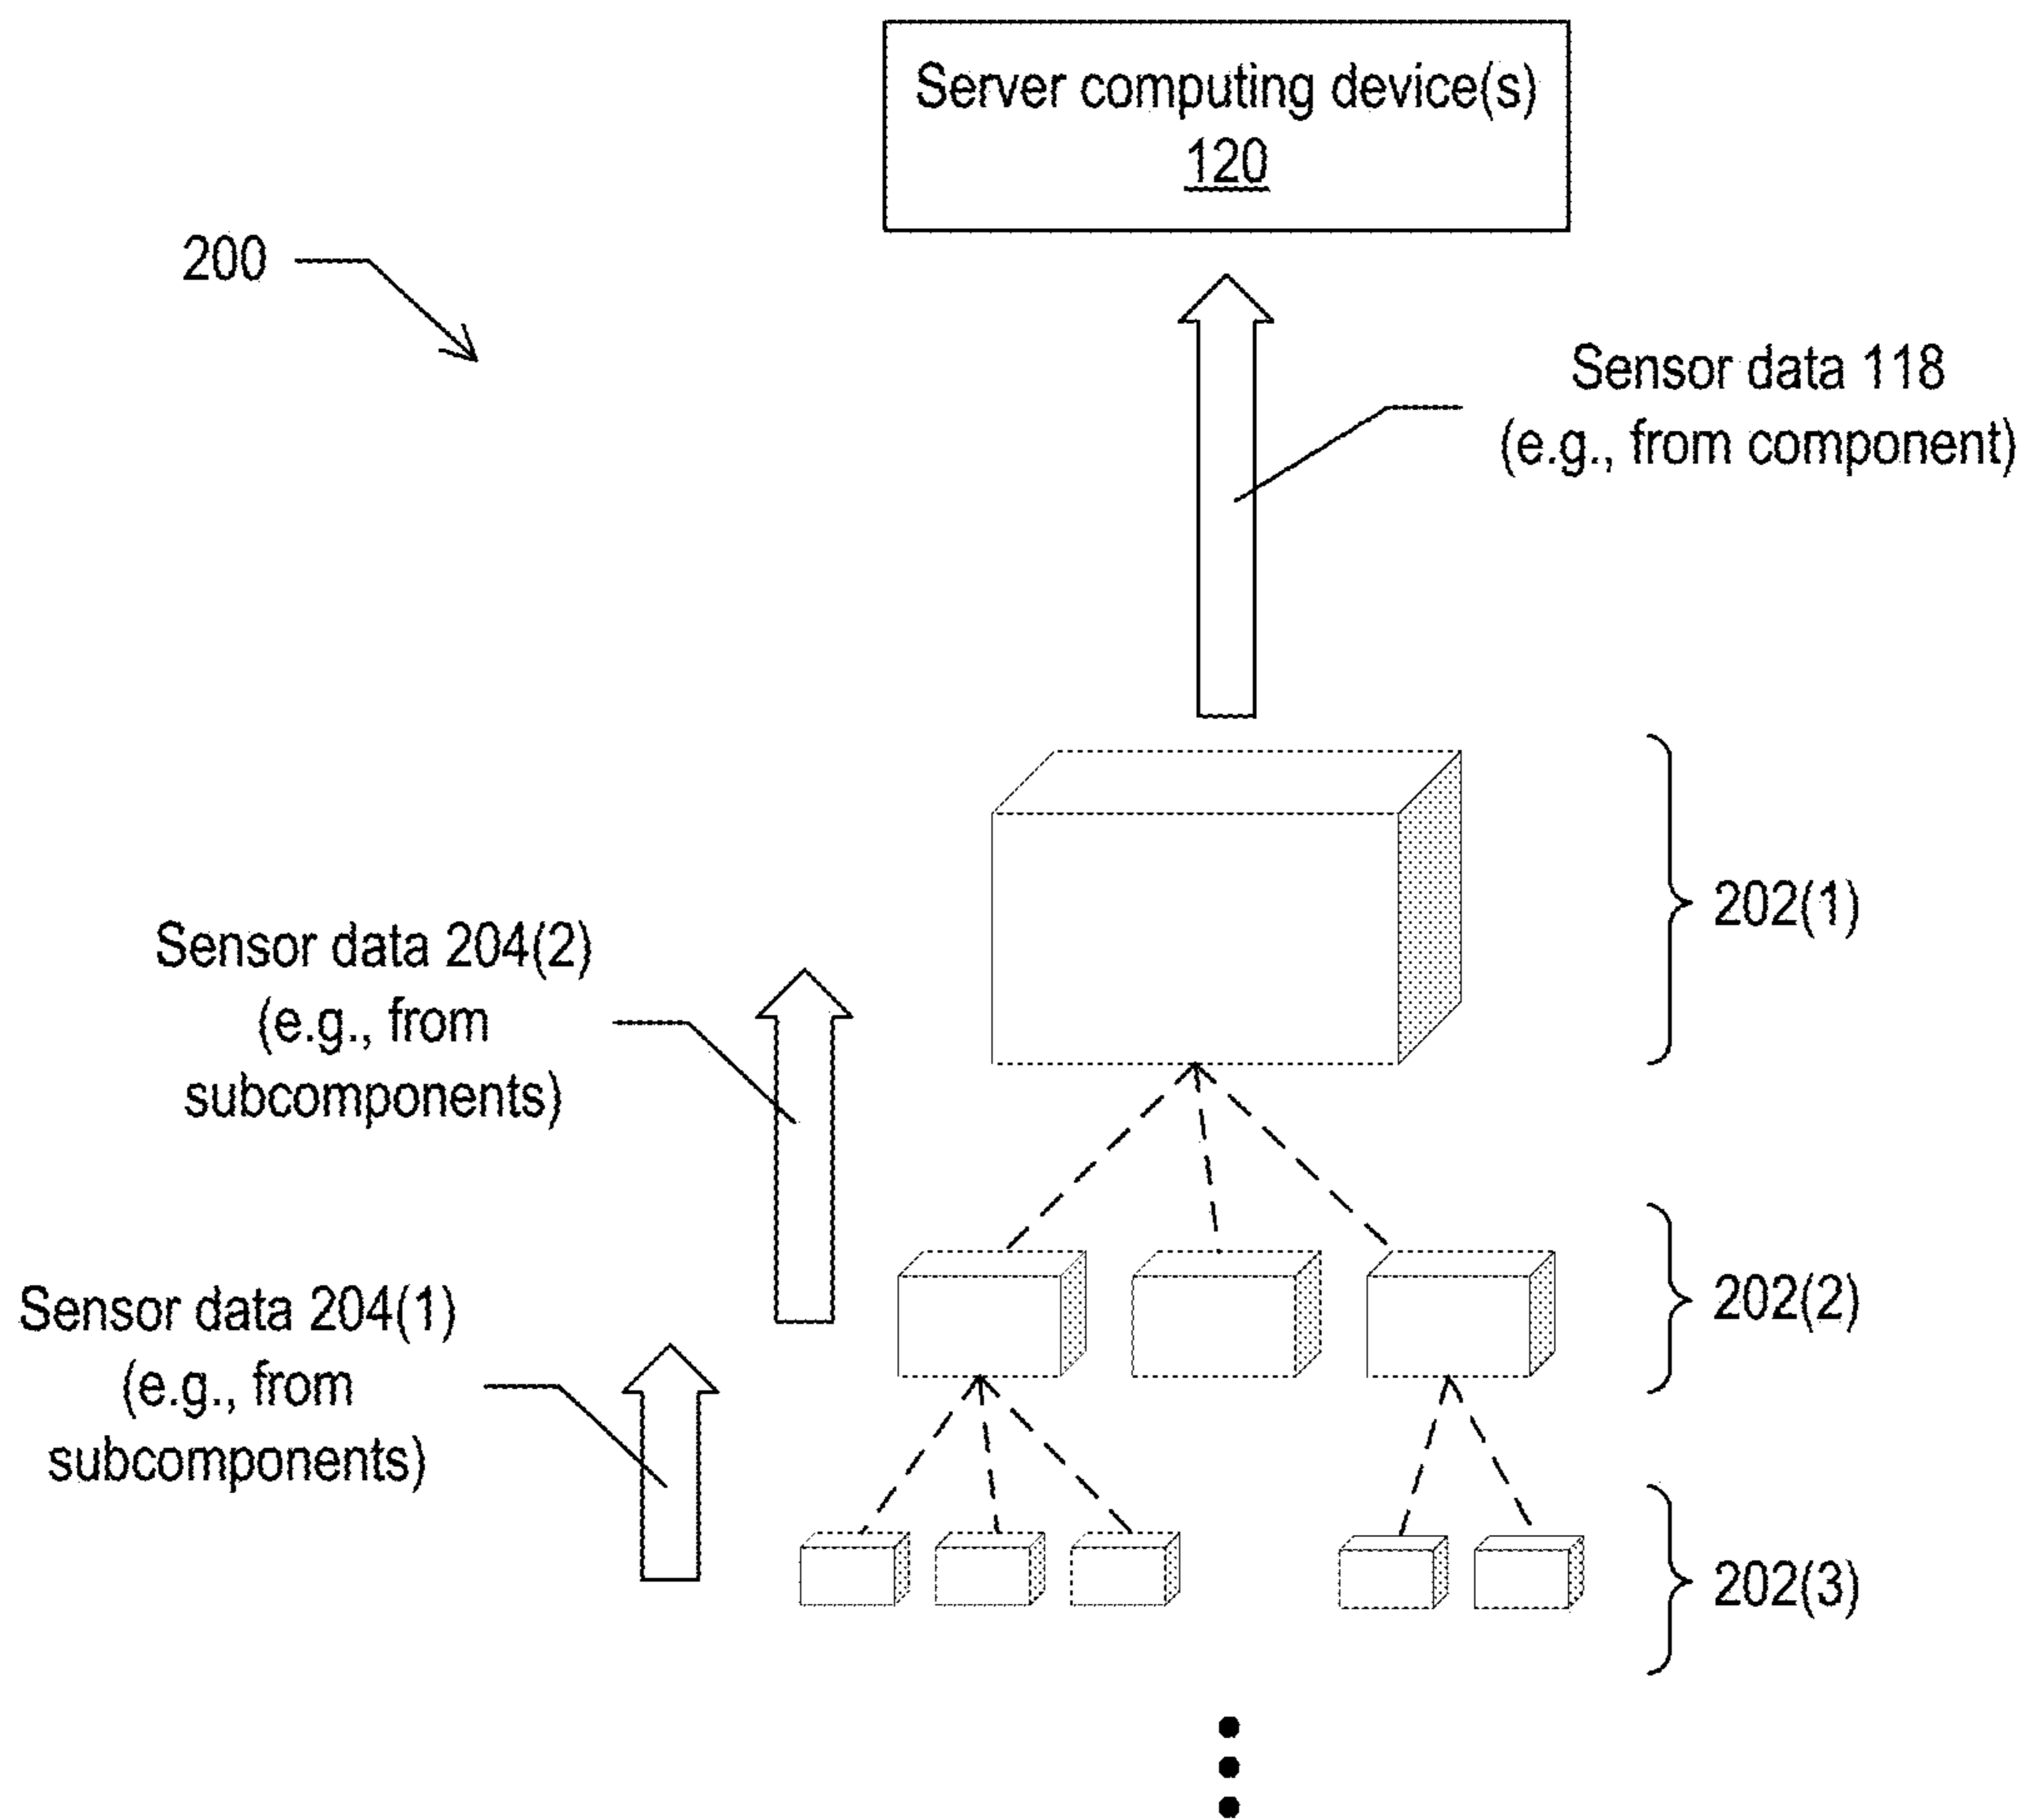 Server computing device(s)
120
200
Sensor data 118
(e.g., from component)
202(1)
Sensor data 204(2)
(e.g., from
subcomponents)
202(2)
Sensor data 204(1)
(e.g., from
subcomponents)
202(3)